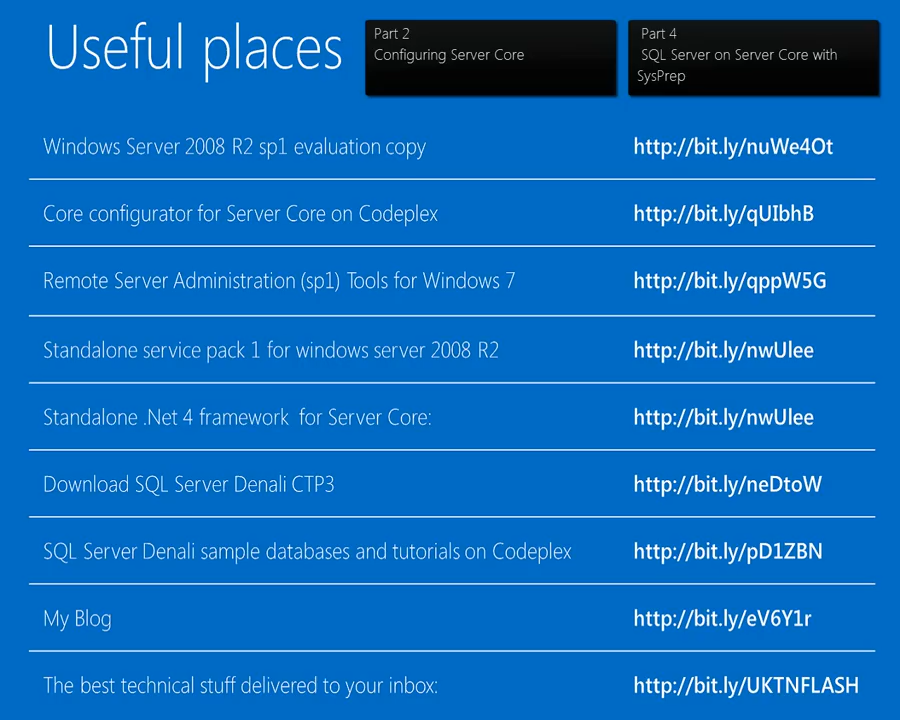 Useful places
Part 2
Configuring Server Core
Part 4
SQL Server on Server Core with
SysPrep
Windows Server 2008 R2 sp1 evaluation copy http://bit.ly/nuWe4Ot
Core configurator for Server Core on Codeplex http://bit.ly/qUIbhB
Remote Server Administration (sp1) Tools for Windows 7 http://bit.ly/qppW5G
Standalone service pack 1 for windows server 2008 R2 http://bit.ly/nwUlee
Standalone .Net 4 framework  for Server Core: http://bit.ly/nwUlee
Download SQL Server Denali CTP3 http://bit.ly/neDtoW
SQL Server Denali sample databases and tutorials on Codeplex http://bit.ly/pD1ZBN
My Blog http://bit.ly/eV6Y1r
The best technical stuff delivered to your inbox: http://bit.ly/UKTNFLASH